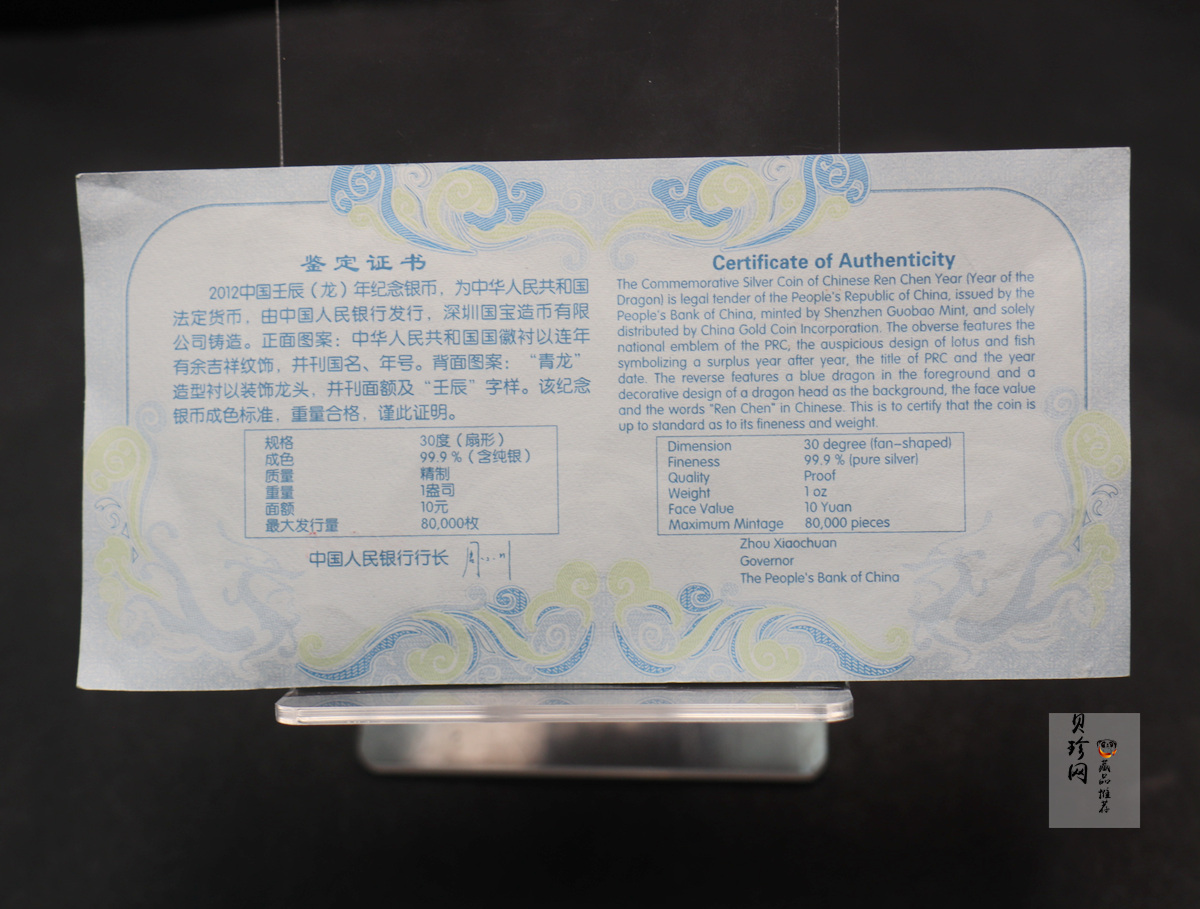 鉴定证书
2012中国壬辰（龙）年纪念银币，为中华人民共和国
法定货币，由中国人民银行发行，深圳国宝造币有限
公司铸造。正面图案：中华人民共和国国徽衬以连年
有余吉祥纹饰，并刊国名、年号。背面图案：“青龙”
造型衬以装饰龙头，并刊面额及“壬辰”字样。该纪念
银币成色标准，重量合格，谨此证明。
规格 30度（扇形）
成色 99.9％（含纯银）
质量 精制
重量 1盎司
面额 10元
最大发行量 80,000枚
中国人民银行行长
Certificate of Authenticity
The Commemorative Silver Coin of Chinese Ren Chen Year (Year of the
Dragon) is legal tender of the People's Republic of China, issued by the
People's Bank of China, minted by Shenzhen Guobao Mint, and solely
distributed by China Gold Coin Incorporation. The obverse features the
national emblem of the PRC, the auspicious design of lotus and fish
symbolizing a surplus year after year, the title of PRC and the year
date. The reverse features a blue dragon in the foreground and a
decorative design of a dragon head as the background, the face value
and the words "Ren Chen" in Chinese. This is to certify that the coin is
up to standard as to its fineness and weight.
Dimension 30 degree (fan-shaped)
Fineness 99.9 % (pure silver)
Quality Proof
Weight 1 oz
Face Value 10 Yuan
Maximum Mintage 80,000 pieces
Zhou Xiaochuan
Governor
The People's Bank of China
贝珍网
藏品推荐